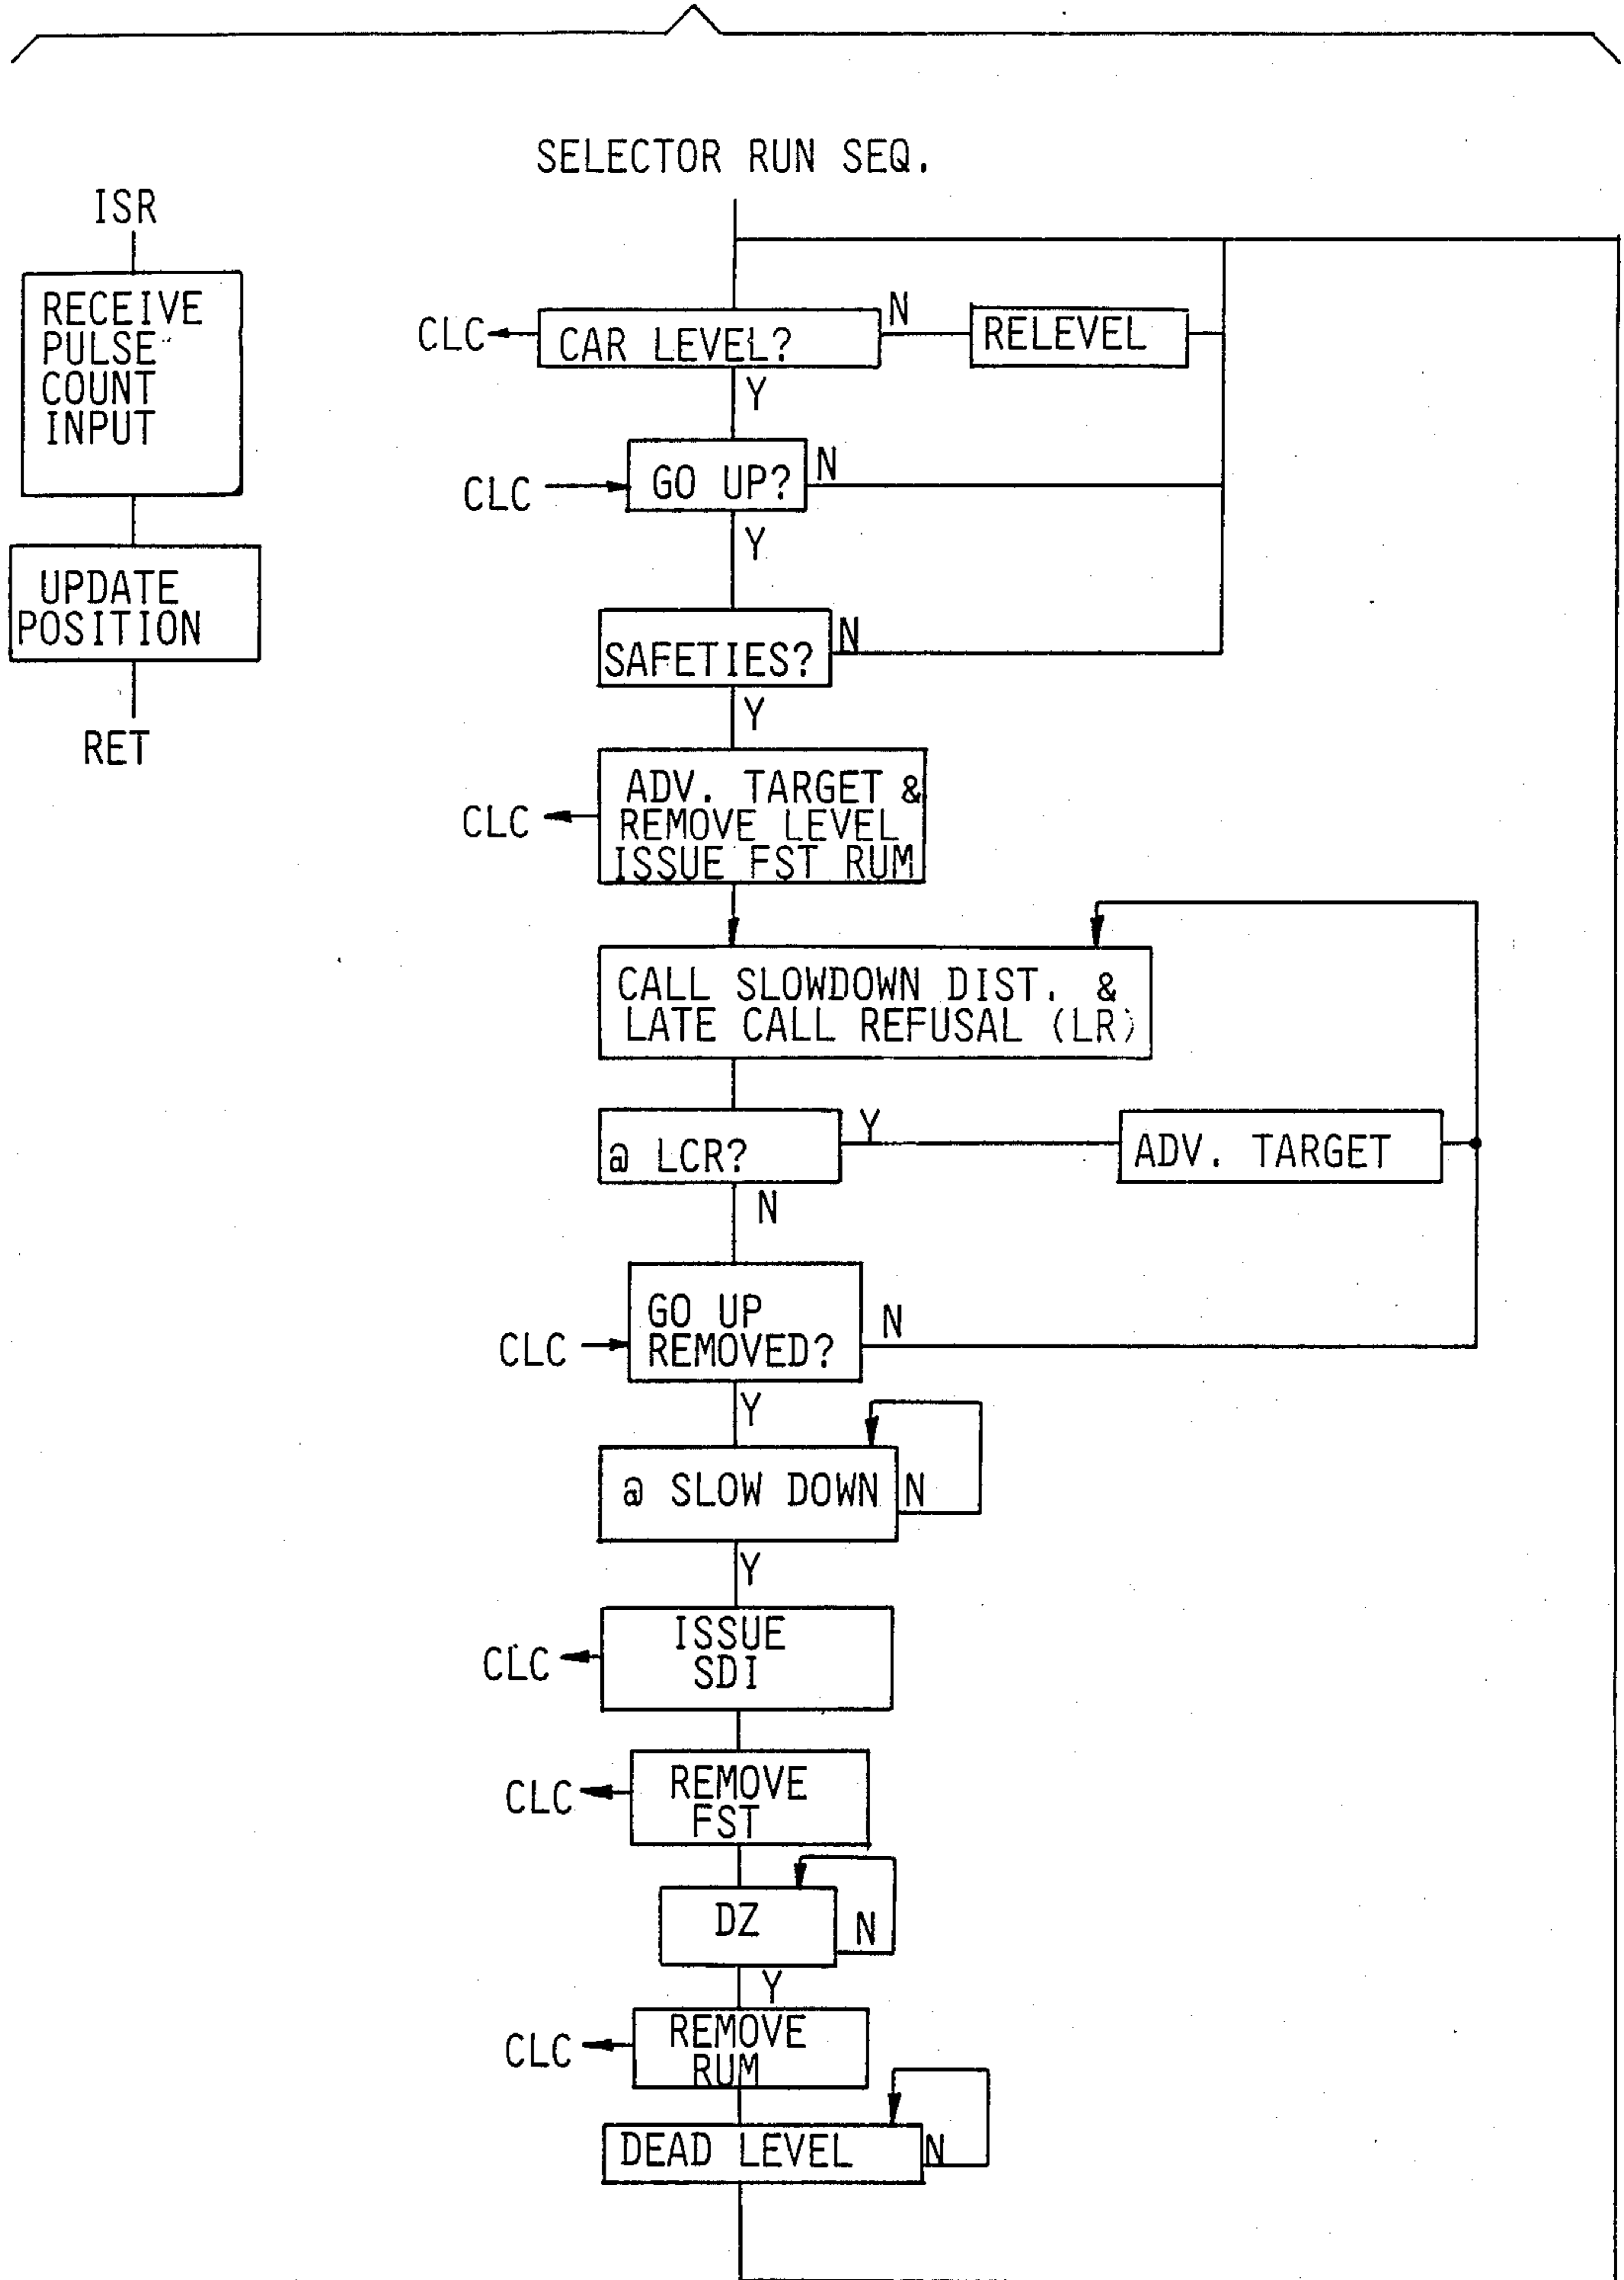 SELECTOR RUN SEQ.
ISR
RECEIVE
PULSE
COUNT
INPUT
UPDATE
POSITION
RET
CLC
CAR LEVEL?
N
RELEVEL
Y
CLC
GO UP?
N
Y
SAFETIES?
N
Y
CLC
ADV. TARGET &
REMOVE LEVEL
ISSUE FST RUM
CALL SLOWDOWN DIST. &
LATE CALL REFUSAL (LR)
@ LCR?
Y
ADV. TARGET
N
CLC
GO UP
REMOVED?
N
Y
@ SLOW DOWN
N
Y
CLC
ISSUE
SDI
CLC
REMOVE
FST
DZ
N
Y
CLC
REMOVE
RUM
DEAD LEVEL
N